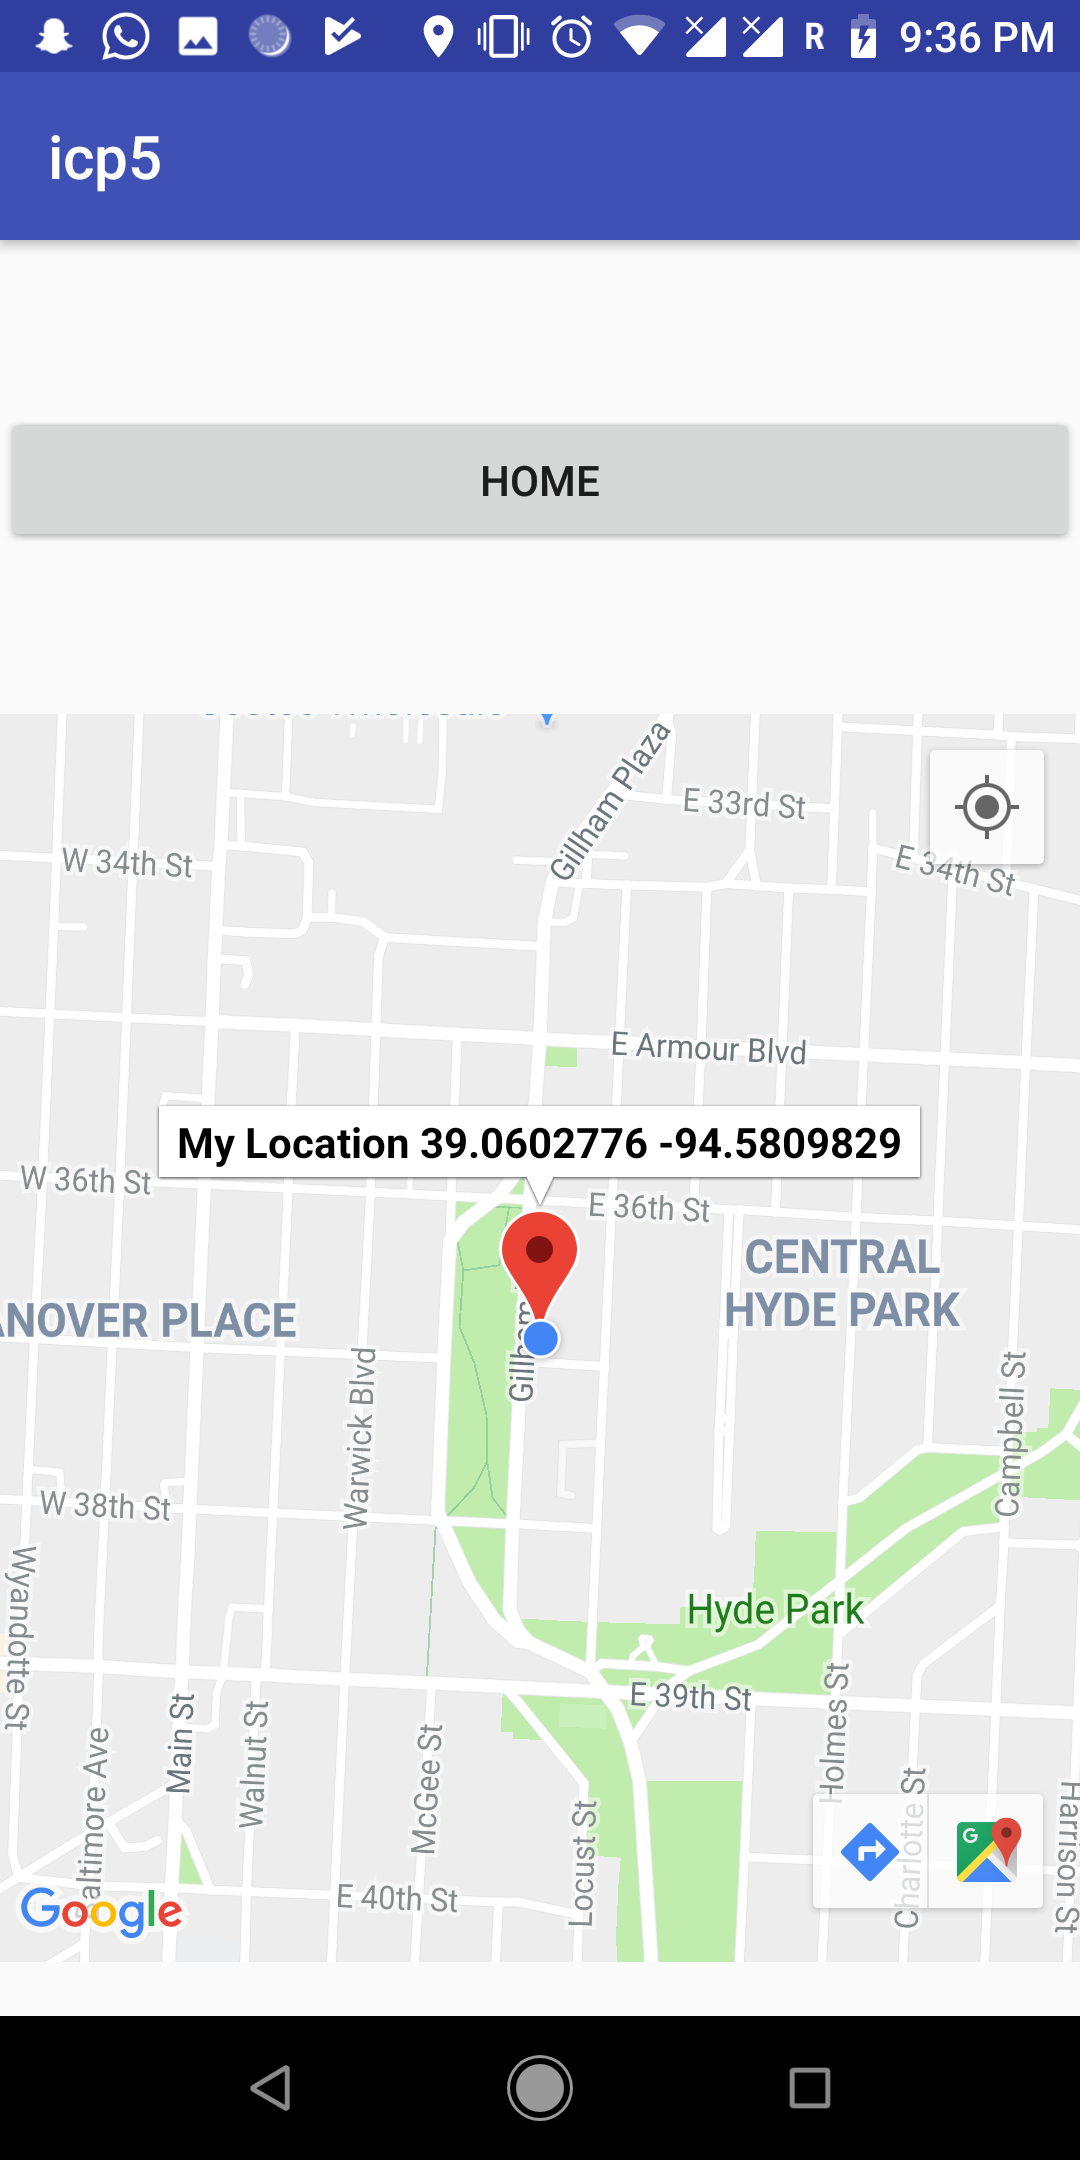 R 9:36 PM
icp5
HOME
Gillham Plaza
E 33rd St
W 34th St
E 34th St
E Armour Blvd
My Location 39.0602776 -94.5809829
W 36th St
E 36th St
CENTRAL
HYDE PARK
ANOVER PLACE
Gillham
Warwick Blvd
Campbell St
W 38th St
Wyandotte St
Hyde Park
E 39th St
Holmes St
Main St
Walnut St
McGee St
altimore Ave
Locust St
Charlotte St
Harrison St
G
E 40th St
Google